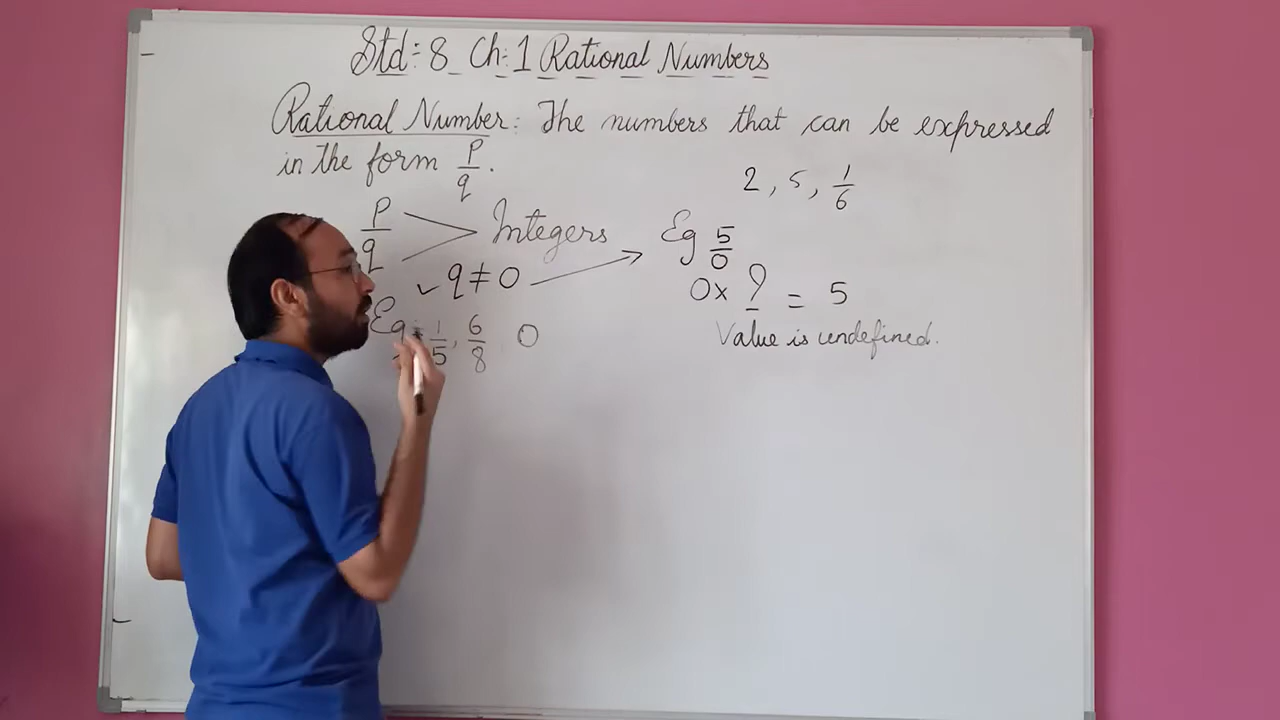 Std: 8 Ch: 1 Rational Numbers
Rational Number: The numbers that can be expressed
in the form p/q.
2, 5, 1/6
p/q Integers
q ≠ 0
Eg 5/0
0x ? = 5
Value is undefined.
Eg: 1/5, 6/8 0